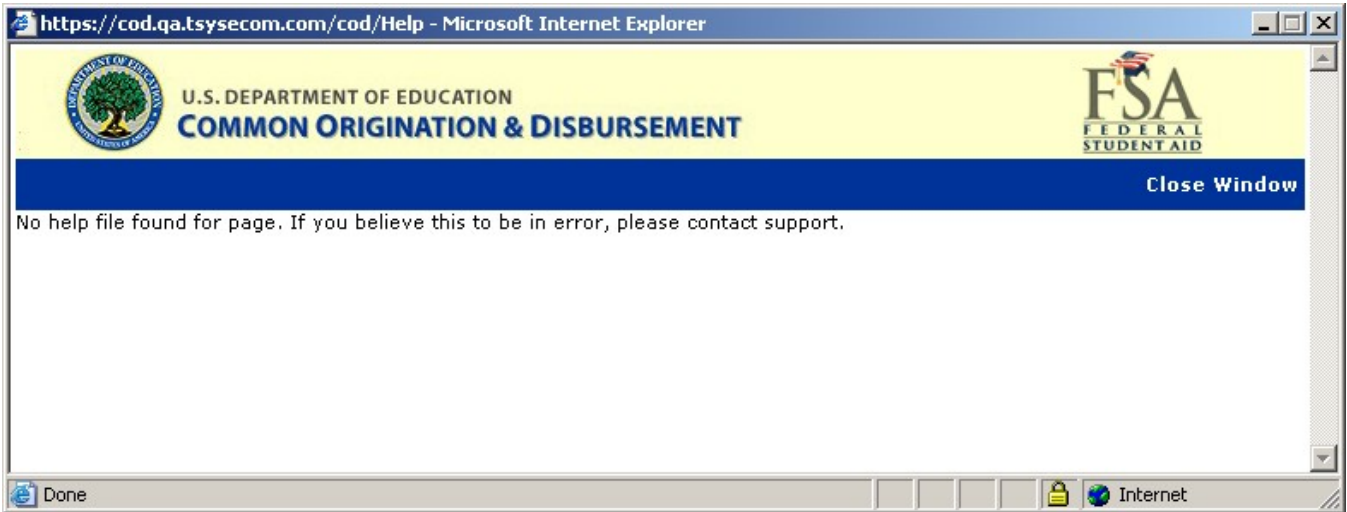 https://cod.qa.tsysecom.com/cod/Help - Microsoft Internet Explorer
U.S. DEPARTMENT OF EDUCATION
COMMON ORIGINATION & DISBURSEMENT
FSA
FEDERAL
STUDENT AID
Close Window
No help file found for page. If you believe this to be in error, please contact support.
Done
Internet